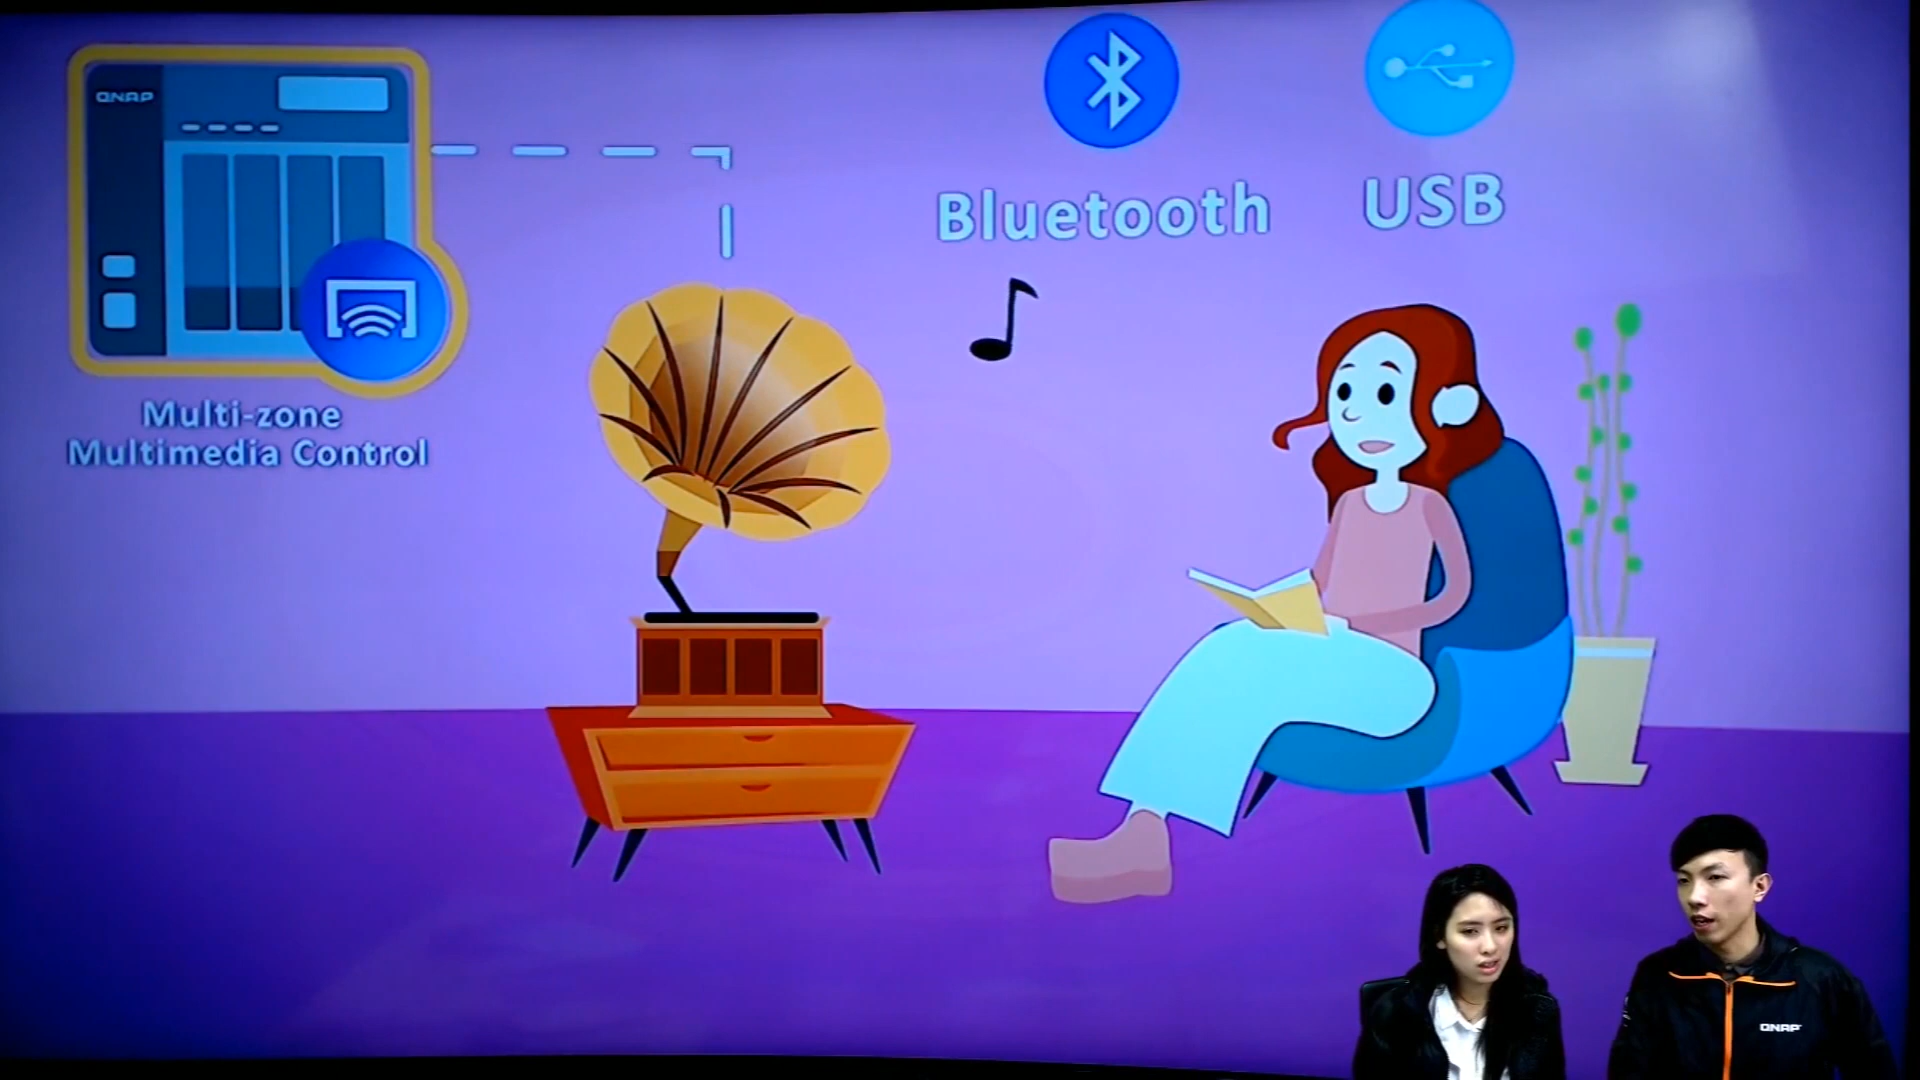 QNAP
Bluetooth
USB
Multi-zone
Multimedia Control
QNAP